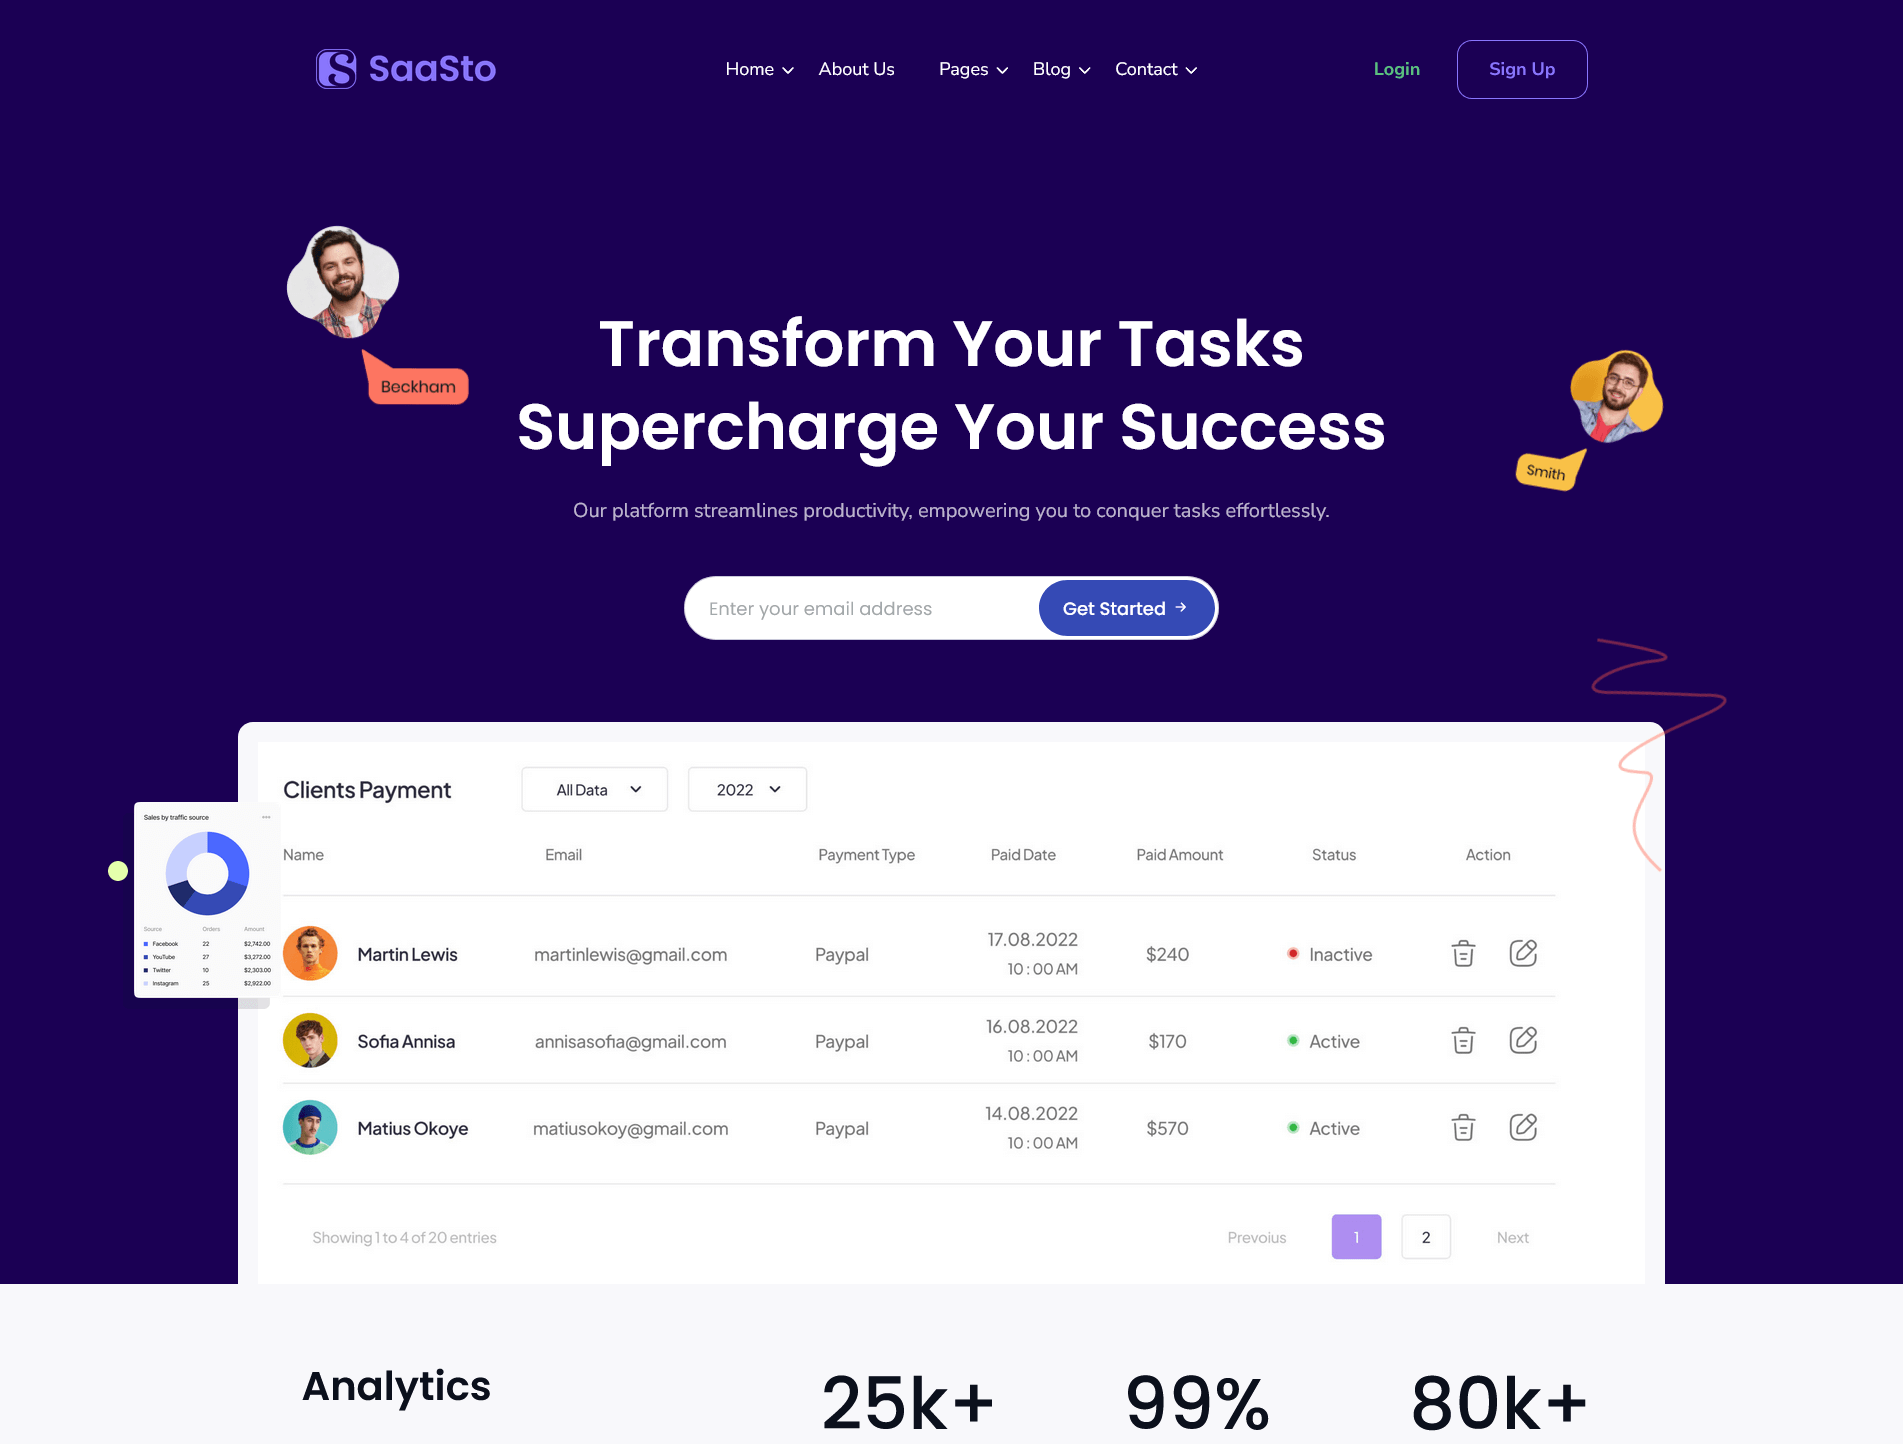 SaaSto
Home About Us Pages Blog Contact
Login Sign Up
Beckham
Transform Your Tasks
Supercharge Your Success
Smith
Our platform streamlines productivity, empowering you to conquer tasks effortlessly.
Enter your email address Get Started
Clients Payment All Data 2022
Sales by traffic source
Source Orders Amount
Facebook 22 $2,742.00
YouTube 27 $3,272.00
Twitter 10 $2,303.00
Instagram 25 $2,922.00
Name Email Payment Type Paid Date Paid Amount Status Action
Martin Lewis martinlewis@gmail.com Paypal 17.08.2022 $240 Inactive
10 : 00 AM
Sofia Annisa annisasofia@gmail.com Paypal 16.08.2022 $170 Active
10 : 00 AM
Matius Okoye matiusokoy@gmail.com Paypal 14.08.2022 $570 Active
10 : 00 AM
Showing 1 to 4 of 20 entries Prevoius 1 2 Next
Analytics 25k+ 99% 80k+